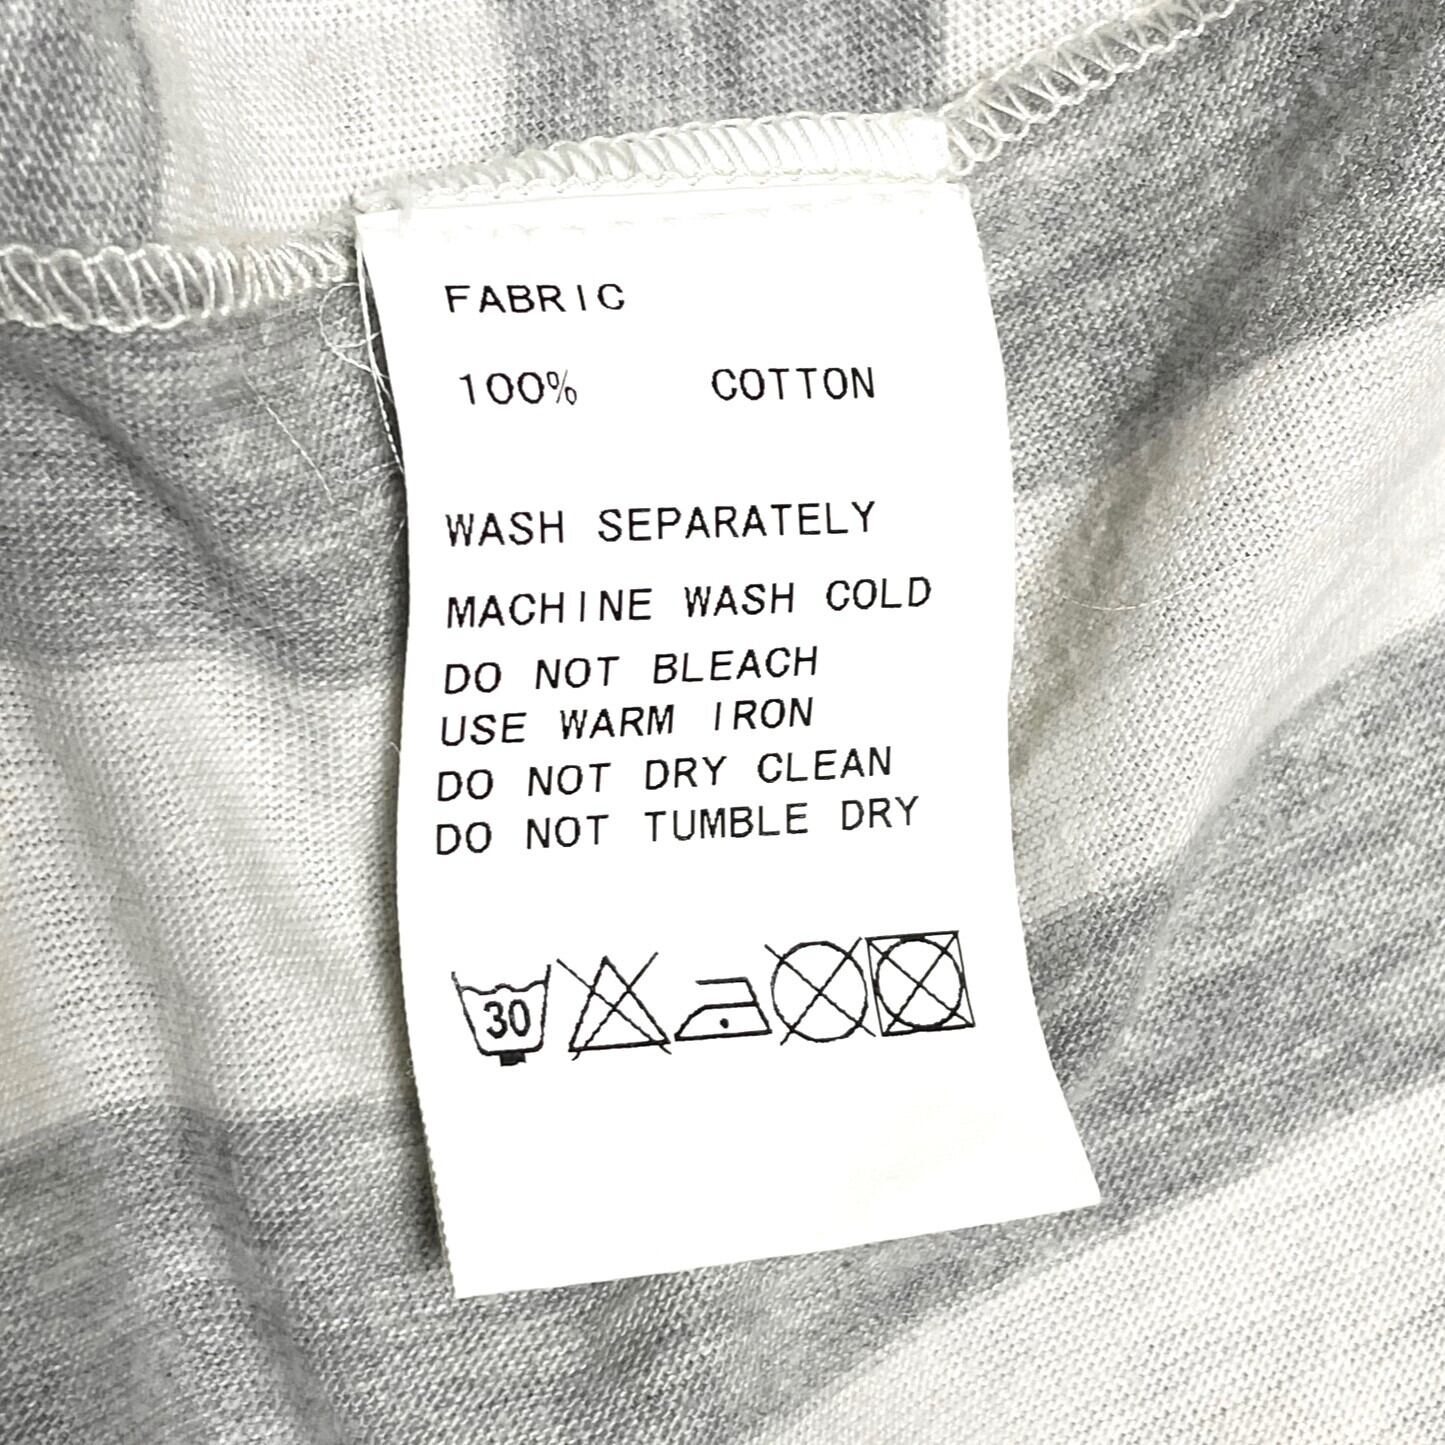 FABRIC
100% COTTON
WASH SEPARATELY
MACHINE WASH COLD
DO NOT BLEACH
USE WARM IRON
DO NOT DRY CLEAN
DO NOT TUMBLE DRY
30